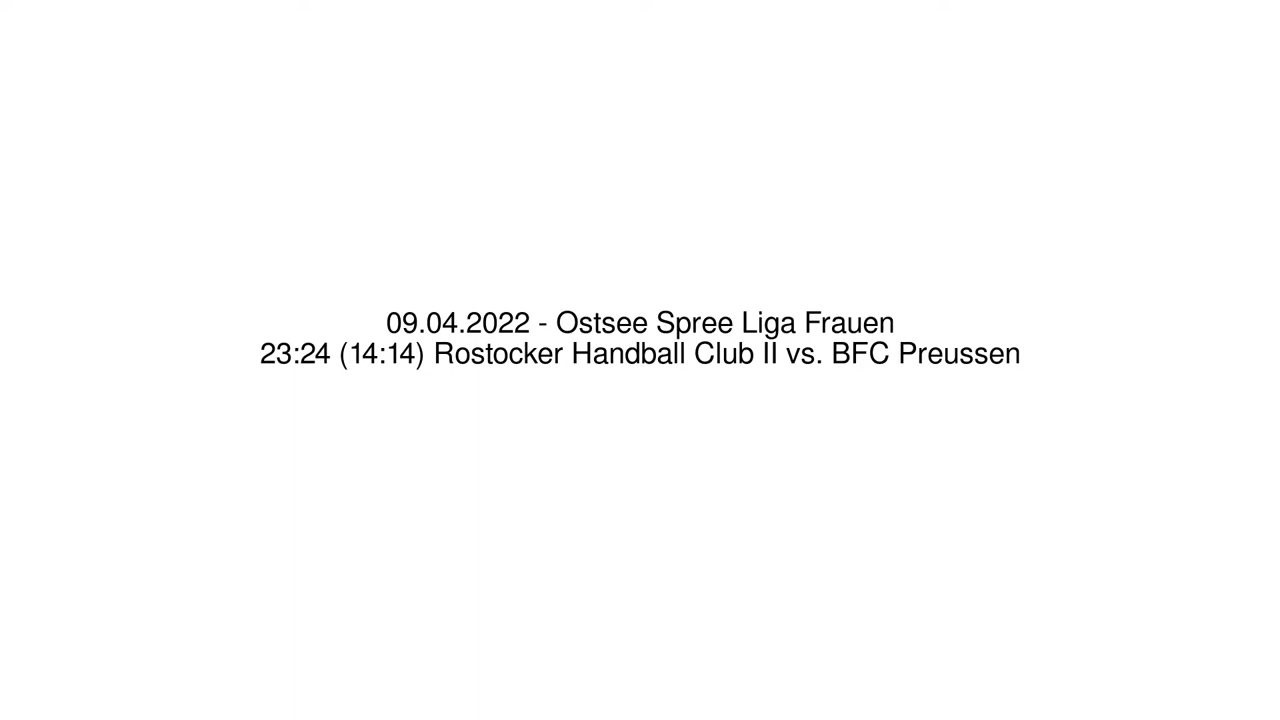 09.04.2022 - Ostsee Spree Liga Frauen
23:24 (14:14) Rostocker Handball Club II vs. BFC Preussen